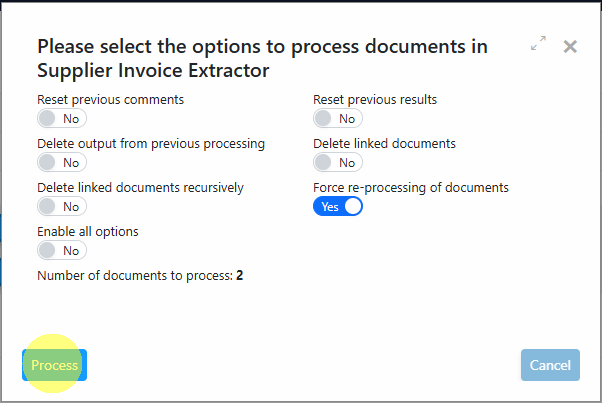 Please select the options to process documents in
Supplier Invoice Extractor
Reset previous comments
No
Reset previous results
No
Delete output from previous processing
No
Delete linked documents
No
Delete linked documents recursively
No
Force re-processing of documents
Yes
Enable all options
No
Number of documents to process: 2
Process
Cancel